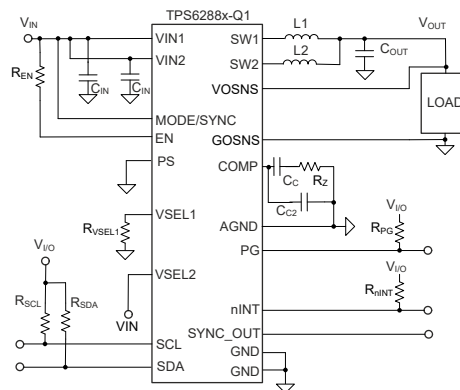 TPS6288x-Q1
VIN
VIN1
VIN2
REN
CIN
CIN
MODE/SYNC
EN
PS
VSEL1
RVSEL1
VI/O
VSEL2
RSCL
RSDA
VIN
SCL
SDA
SW1
L1
VOUT
SW2
L2
COUT
VOSNS
LOAD
GOSNS
COMP
CC
RZ
CC2
AGND
VI/O
RPG
PG
VI/O
RnINT
nINT
SYNC_OUT
GND
GND